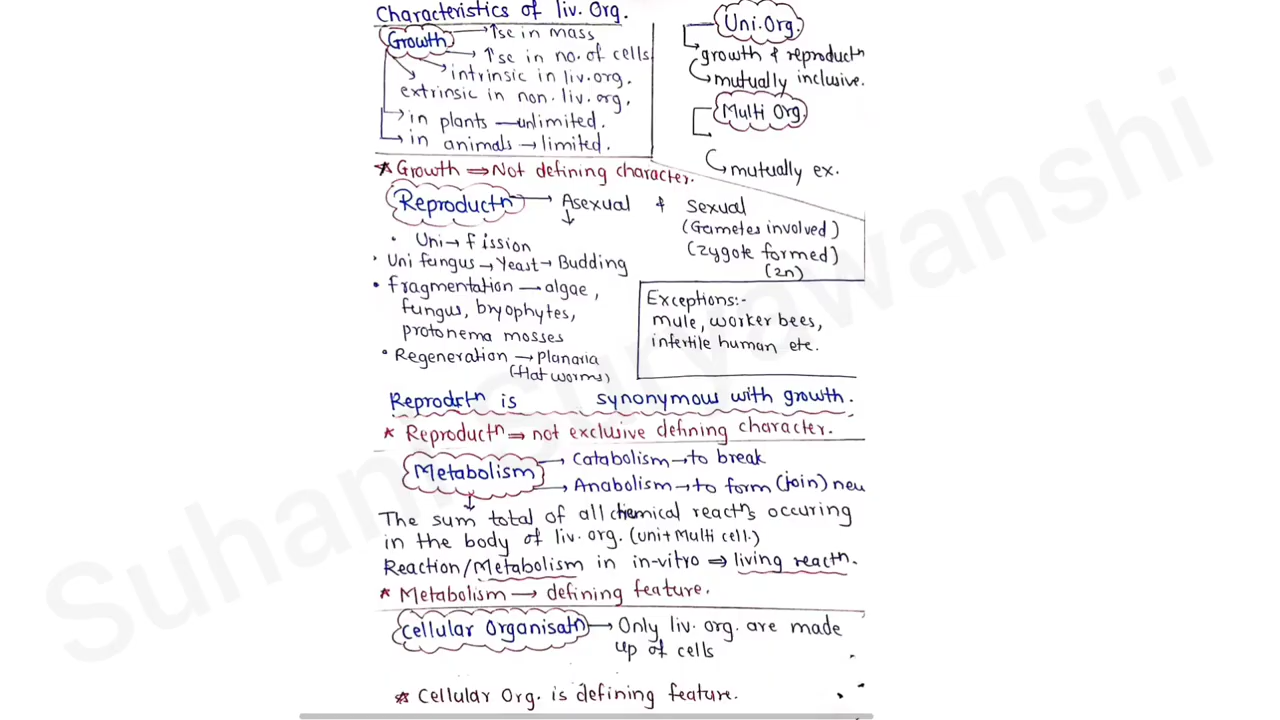 Characteristics of liv. Org.
Growth → ↑se in mass
→ ↑se in no. of cells
intrinsic in liv. org.
extrinsic in non. liv. org.
→ in plants — unlimited.
→ in animals → limited.
Uni. Org.
growth & reproductn
mutually inclusive.
Multi Org.
mutually ex.
* Growth ⇒ Not defining character.
Reproductn → Asexual & Sexual
(Gametes involved)
(Zygote formed)
(2n)
• Uni → fission
• Uni fungus → Yeast → Budding
• Fragmentation → algae,
fungus, bryophytes,
protonema mosses
• Regeneration → Planaria
(flat worms)
Exceptions:-
mule, worker bees,
infertile human etc.
Reprodctn is synonymous with growth.
* Reproductn ⇒ not exclusive defining character.
Metabolism → Catabolism → to break
→ Anabolism → to form (join) new
The sum total of all chemical reactns occuring
in the body of liv. org. (uni + Multi cell.)
Reaction/Metabolism in in-vitro ⇒ living reactn.
* Metabolism → defining feature.
Cellular Organisatn → Only liv. org. are made
up of cells
* Cellular Org. is defining feature.
Suhani Suryawanshi